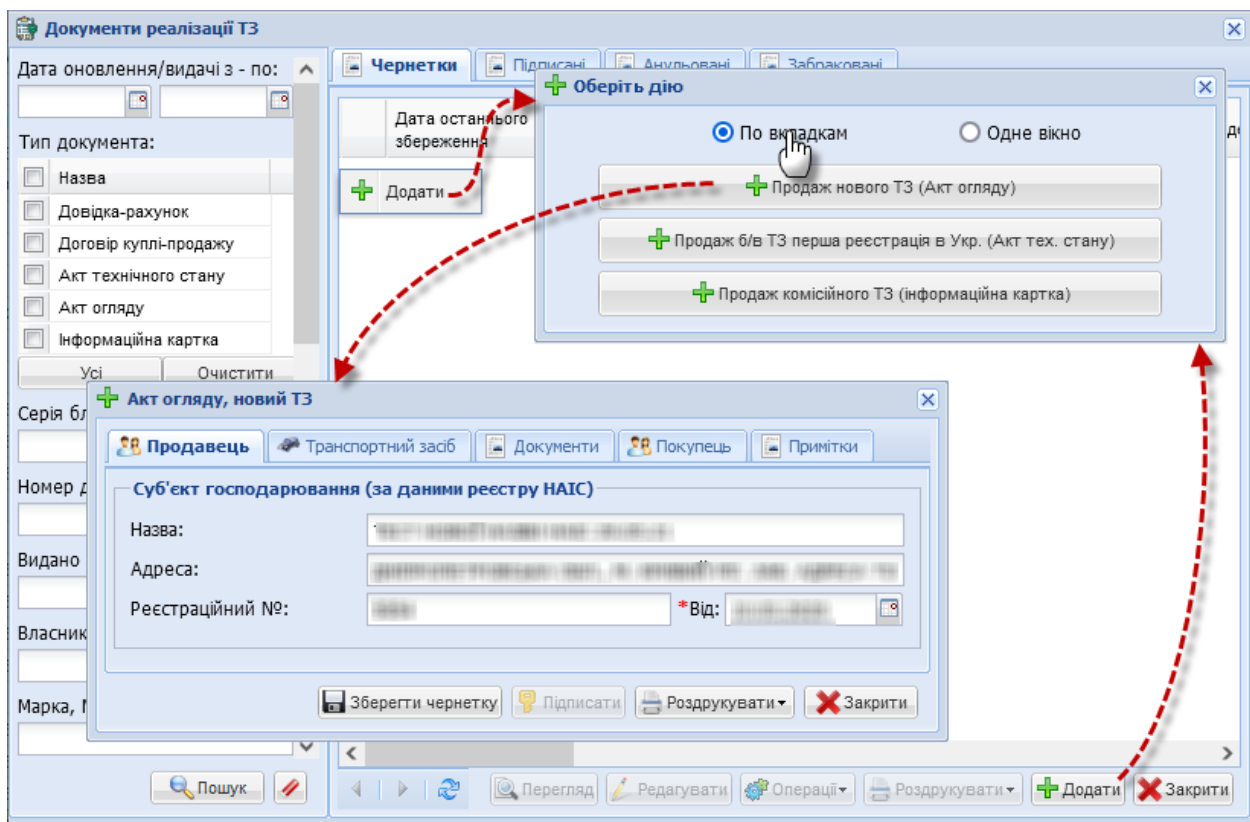 Документи реалізації ТЗ
Дата оновлення/видачі з - по:
Тип документа:
Назва
Довідка-рахунок
Договір куплі-продажу
Акт технічного стану
Акт огляду
Інформаційна картка
Усі
Очистити
Серія бл
Номер д
Видано
Власник
Марка,
Пошук
Чернетки
Підписані
Анульовані
Забраковані
Дата останнього
збереження
Додати
Оберіть дію
По вкладкам
Одне вікно
Продаж нового ТЗ (Акт огляду)
Продаж б/в ТЗ перша реєстрація в Укр. (Акт тех. стану)
Продаж комісійного ТЗ (інформаційна картка)
Акт огляду, новий ТЗ
Продавець
Транспортний засіб
Документи
Покупець
Примітки
Суб'єкт господарювання (за даними реєстру НАІС)
Назва:
Адреса:
Реєстраційний №:
*Від:
Зберегти чернетку
Підписати
Роздрукувати
Закрити
Перегляд
Редагувати
Операції
Роздрукувати
Додати
Закрити